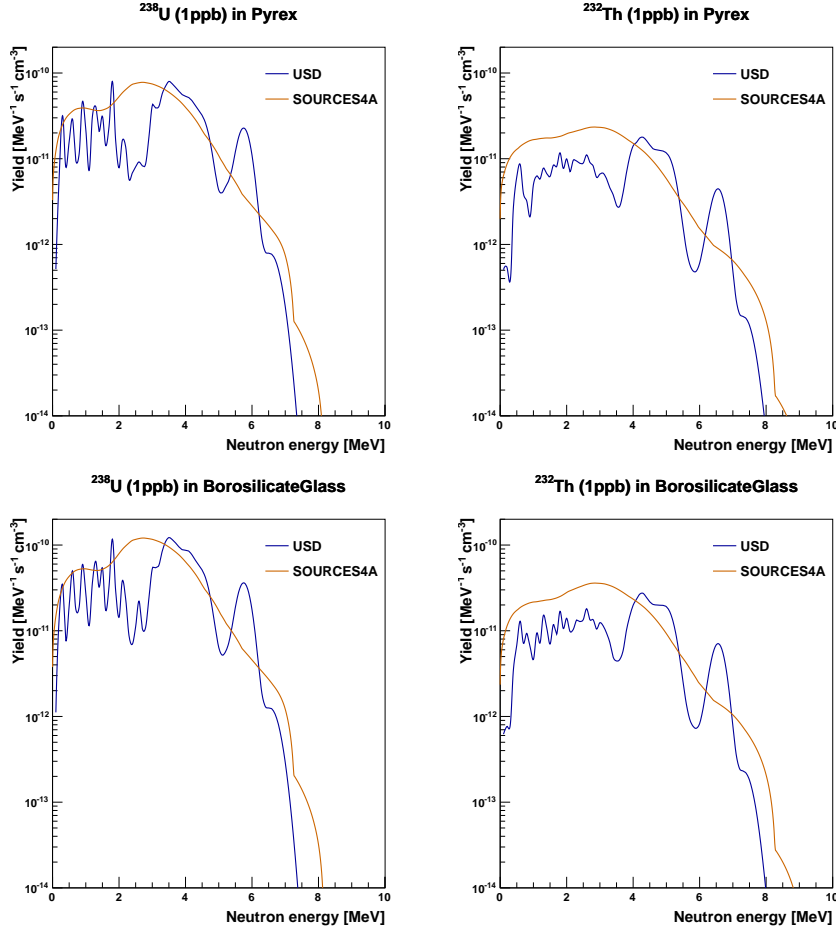 ²³⁸U (1ppb) in Pyrex
Yield [MeV⁻¹ s⁻¹ cm⁻³]
10⁻¹⁰
10⁻¹¹
10⁻¹²
10⁻¹³
10⁻¹⁴
USD
SOURCES4A
0 2 4 6 8 10
Neutron energy [MeV]
²³²Th (1ppb) in Pyrex
Yield [MeV⁻¹ s⁻¹ cm⁻³]
10⁻¹⁰
10⁻¹¹
10⁻¹²
10⁻¹³
10⁻¹⁴
USD
SOURCES4A
0 2 4 6 8 10
Neutron energy [MeV]
²³⁸U (1ppb) in BorosilicateGlass
Yield [MeV⁻¹ s⁻¹ cm⁻³]
10⁻¹⁰
10⁻¹¹
10⁻¹²
10⁻¹³
10⁻¹⁴
USD
SOURCES4A
0 2 4 6 8 10
Neutron energy [MeV]
²³²Th (1ppb) in BorosilicateGlass
Yield [MeV⁻¹ s⁻¹ cm⁻³]
10⁻¹⁰
10⁻¹¹
10⁻¹²
10⁻¹³
10⁻¹⁴
USD
SOURCES4A
0 2 4 6 8 10
Neutron energy [MeV]